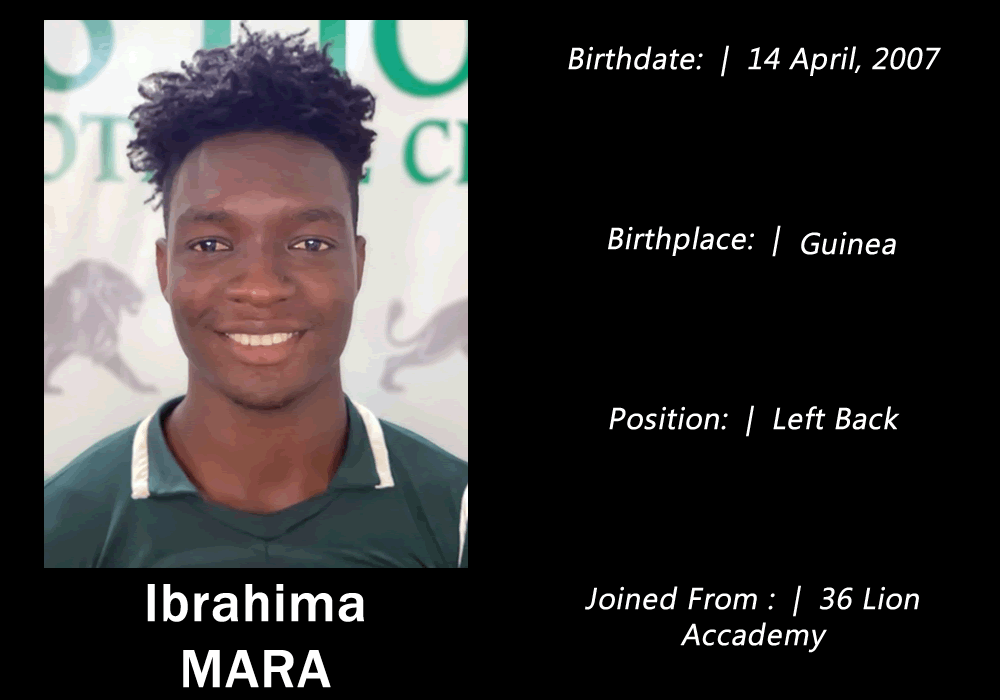 Birthdate: | 14 April, 2007
Birthplace: | Guinea
Position: | Left Back
Joined From : | 36 Lion
Accademy
Ibrahima
MARA